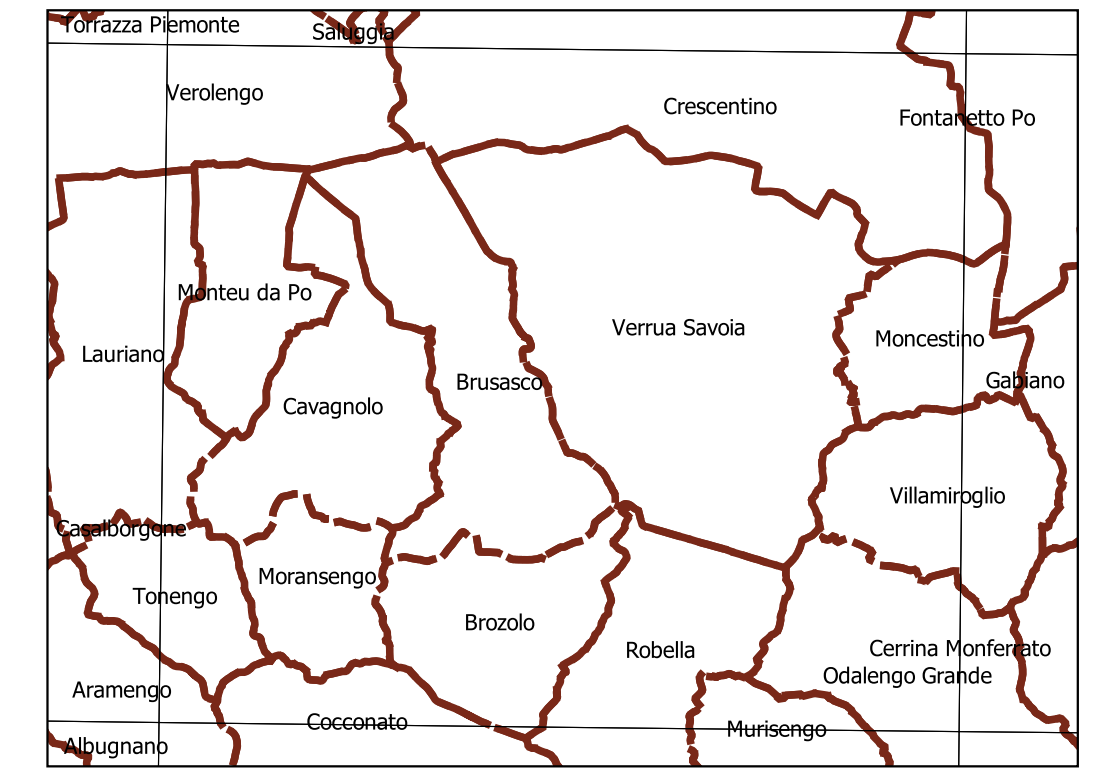 Torrazza Piemonte
Saluggia
Verolengo
Crescentino
Fontanetto Po
Monteu da Po
Verrua Savoia
Moncestino
Lauriano
Gabiano
Brusasco
Cavagnolo
Villamiroglio
Casalborgone
Moransengo
Tonengo
Brozolo
Cerrina Monferrato
Robella
Odalengo Grande
Aramengo
Cocconato
Murisengo
Albugnano